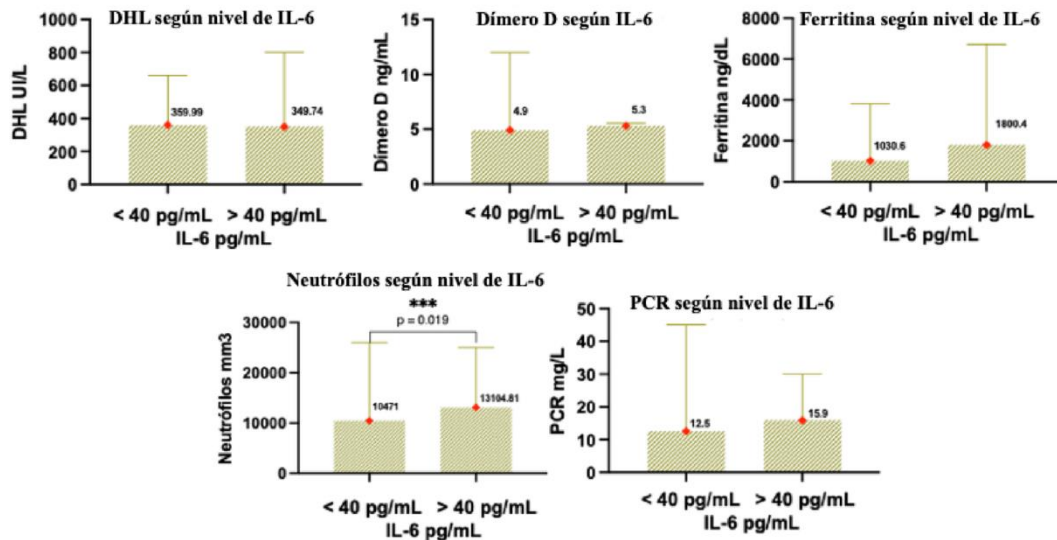 DHL según nivel de IL-6
DHL UI/L
1000
800
600
400
200
0
359.99
349.74
< 40 pg/mL > 40 pg/mL
IL-6 pg/mL
Dímero D según IL-6
Dímero D ng/mL
15
10
5
0
4.9
5.3
< 40 pg/mL > 40 pg/mL
IL-6 pg/mL
Ferritina según nivel de IL-6
Ferritina ng/dL
8000
6000
4000
2000
0
1030.6
1800.4
< 40 pg/mL > 40 pg/mL
IL-6 pg/mL
Neutrófilos según nivel de IL-6
***
p = 0.019
Neutrófilos mm3
30000
20000
10000
0
10471
13104.81
< 40 pg/mL > 40 pg/mL
IL-6 pg/mL
PCR según nivel de IL-6
PCR mg/L
50
40
30
20
10
0
12.5
15.9
< 40 pg/mL > 40 pg/mL
IL-6 pg/mL